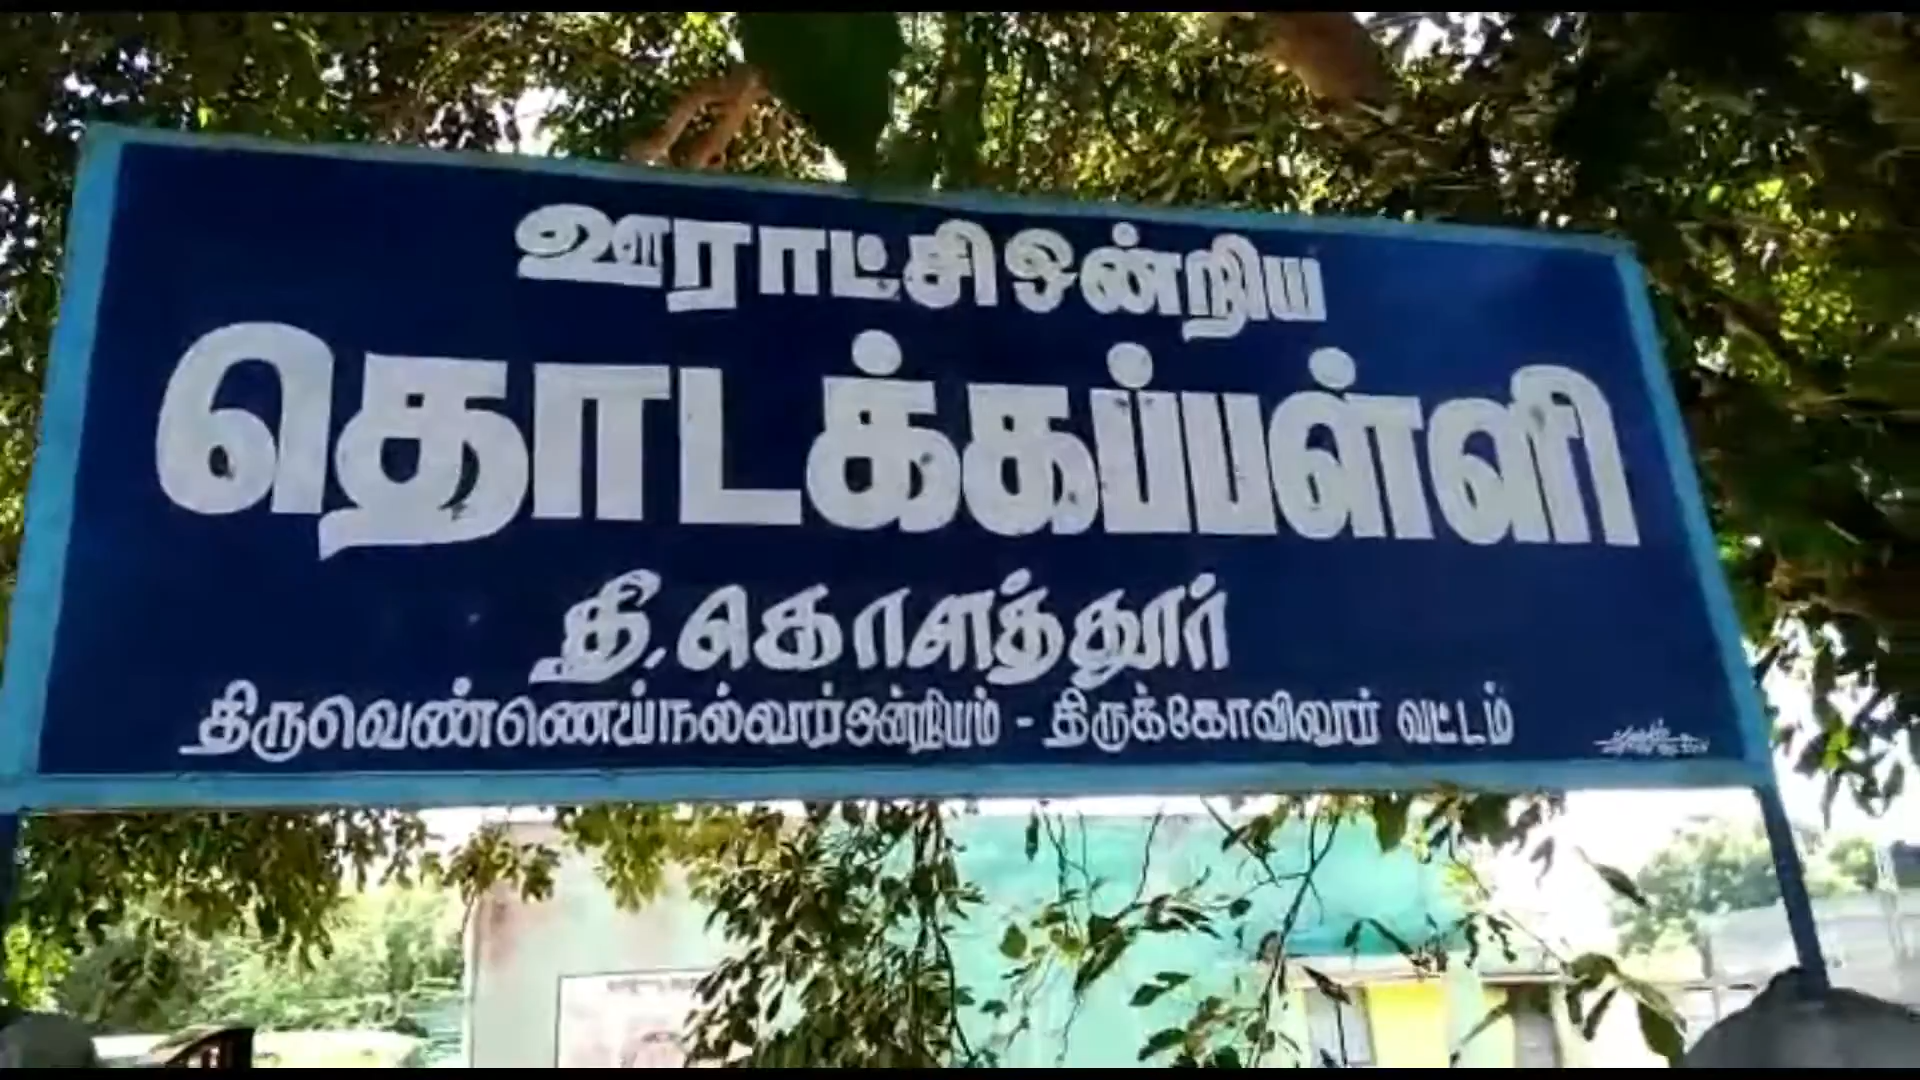 ஊராட்சி ஒன்றிய
தொடக்கப்பள்ளி
தி.கொளத்தூர்
திருவெண்ணெய்நல்லூர் ஒன்றியம் - திருக்கோவிலூர் வட்டம்